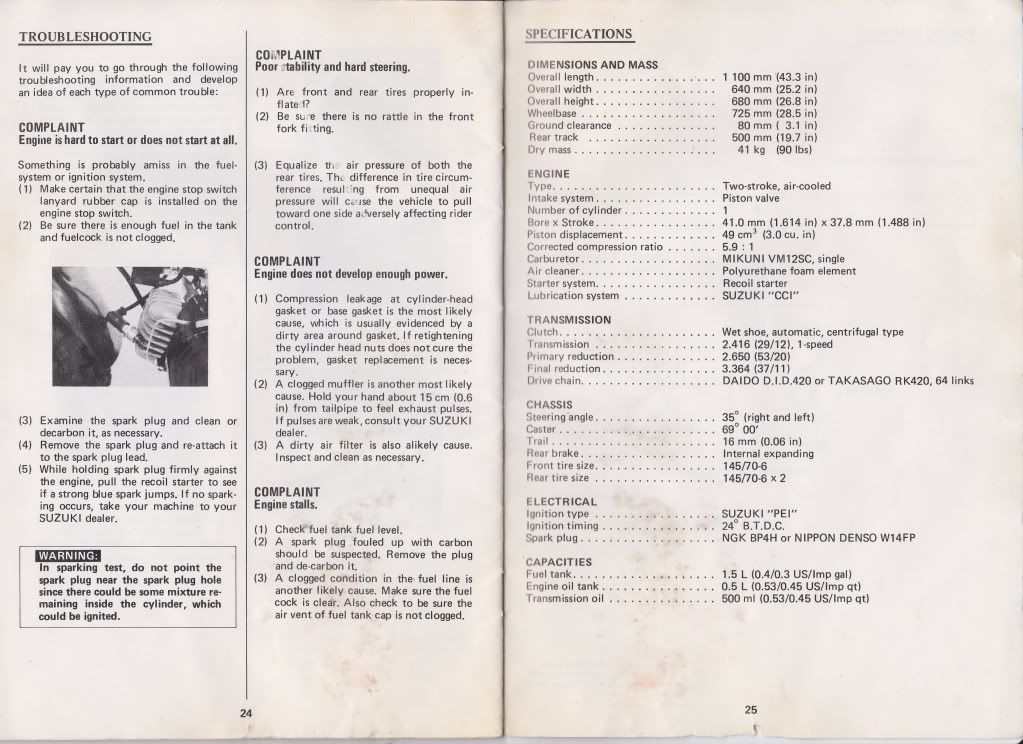 TROUBLESHOOTING
It will pay you to go through the following
troubleshooting information and develop
an idea of each type of common trouble:
COMPLAINT
Engine is hard to start or does not start at all.
Something is probably amiss in the fuel-
system or ignition system.
(1) Make certain that the engine stop switch
lanyard rubber cap is installed on the
engine stop switch.
(2) Be sure there is enough fuel in the tank
and fuelcock is not clogged.
(3) Examine the spark plug and clean or
decarbon it, as necessary.
(4) Remove the spark plug and re-attach it
to the spark plug lead.
(5) While holding spark plug firmly against
the engine, pull the recoil starter to see
if a strong blue spark jumps. If no spark-
ing occurs, take your machine to your
SUZUKI dealer.
WARNING:
In sparking test, do not point the
spark plug near the spark plug hole
since there could be some mixture re-
maining inside the cylinder, which
could be ignited.
COMPLAINT
Poor stability and hard steering.
(1) Are front and rear tires properly in-
flated?
(2) Be sure there is no rattle in the front
fork fitting.
(3) Equalize the air pressure of both the
rear tires. The difference in tire circum-
ference resulting from unequal air
pressure will cause the vehicle to pull
toward one side adversely affecting rider
control.
COMPLAINT
Engine does not develop enough power.
(1) Compression leakage at cylinder-head
gasket or base gasket is the most likely
cause, which is usually evidenced by a
dirty area around gasket. If retightening
the cylinder head nuts does not cure the
problem, gasket replacement is neces-
sary.
(2) A clogged muffler is another most likely
cause. Hold your hand about 15 cm (0.6
in) from tailpipe to feel exhaust pulses.
If pulses are weak, consult your SUZUKI
dealer.
(3) A dirty air filter is also alikely cause.
Inspect and clean as necessary.
COMPLAINT
Engine stalls.
(1) Check fuel tank fuel level.
(2) A spark plug fouled up with carbon
should be suspected. Remove the plug
and de-carbon it.
(3) A clogged condition in the fuel line is
another likely cause. Make sure the fuel
cock is clear. Also check to be sure the
air vent of fuel tank cap is not clogged.
24
SPECIFICATIONS
DIMENSIONS AND MASS
Overall length . . . . . . . . . . . . . . . . 1 100 mm (43.3 in)
Overall width . . . . . . . . . . . . . . . . 640 mm (25.2 in)
Overall height . . . . . . . . . . . . . . . . 680 mm (26.8 in)
Wheelbase . . . . . . . . . . . . . . . . 725 mm (28.5 in)
Ground clearance . . . . . . . . . . . . . 80 mm ( 3.1 in)
Rear track . . . . . . . . . . . . . . . . 500 mm (19.7 in)
Dry mass . . . . . . . . . . . . . . . . 41 kg (90 lbs)
ENGINE
Type . . . . . . . . . . . . . . . . Two-stroke, air-cooled
Intake system . . . . . . . . . . . . . . . . Piston valve
Number of cylinder . . . . . . . . . . . . . 1
Bore x Stroke . . . . . . . . . . . . . . . . 41.0 mm (1.614 in) x 37.8 mm (1.488 in)
Piston displacement . . . . . . . . . . . . . 49 cm³ (3.0 cu. in)
Corrected compression ratio . . . . . . . 5.9 : 1
Carburetor . . . . . . . . . . . . . . . . MIKUNI VM12SC, single
Air cleaner . . . . . . . . . . . . . . . . Polyurethane foam element
Starter system . . . . . . . . . . . . . . . . Recoil starter
Lubrication system . . . . . . . . . . . . . SUZUKI "CCI"
TRANSMISSION
Clutch . . . . . . . . . . . . . . . . Wet shoe, automatic, centrifugal type
Transmission . . . . . . . . . . . . . . . . 2.416 (29/12), 1-speed
Primary reduction . . . . . . . . . . . . . 2.650 (53/20)
Final reduction . . . . . . . . . . . . . . . . 3.364 (37/11)
Drive chain . . . . . . . . . . . . . . . . DAIDO D.I.D.420 or TAKASAGO RK420, 64 links
CHASSIS
Steering angle . . . . . . . . . . . . . . . . 35° (right and left)
Caster . . . . . . . . . . . . . . . . 69° 00'
Trail . . . . . . . . . . . . . . . . 16 mm (0.06 in)
Rear brake . . . . . . . . . . . . . . . . Internal expanding
Front tire size . . . . . . . . . . . . . . . . 145/70-6
Rear tire size . . . . . . . . . . . . . . . . 145/70-6 x 2
ELECTRICAL
Ignition type . . . . . . . . . . . . . . . . SUZUKI "PEI"
Ignition timing . . . . . . . . . . . . . . . . 24° B.T.D.C.
Spark plug . . . . . . . . . . . . . . . . NGK BP4H or NIPPON DENSO W14FP
CAPACITIES
Fuel tank . . . . . . . . . . . . . . . . 1.5 L (0.4/0.3 US/Imp gal)
Engine oil tank . . . . . . . . . . . . . . . . 0.5 L (0.53/0.45 US/Imp qt)
Transmission oil . . . . . . . . . . . . . . . . 500 ml (0.53/0.45 US/Imp qt)
25